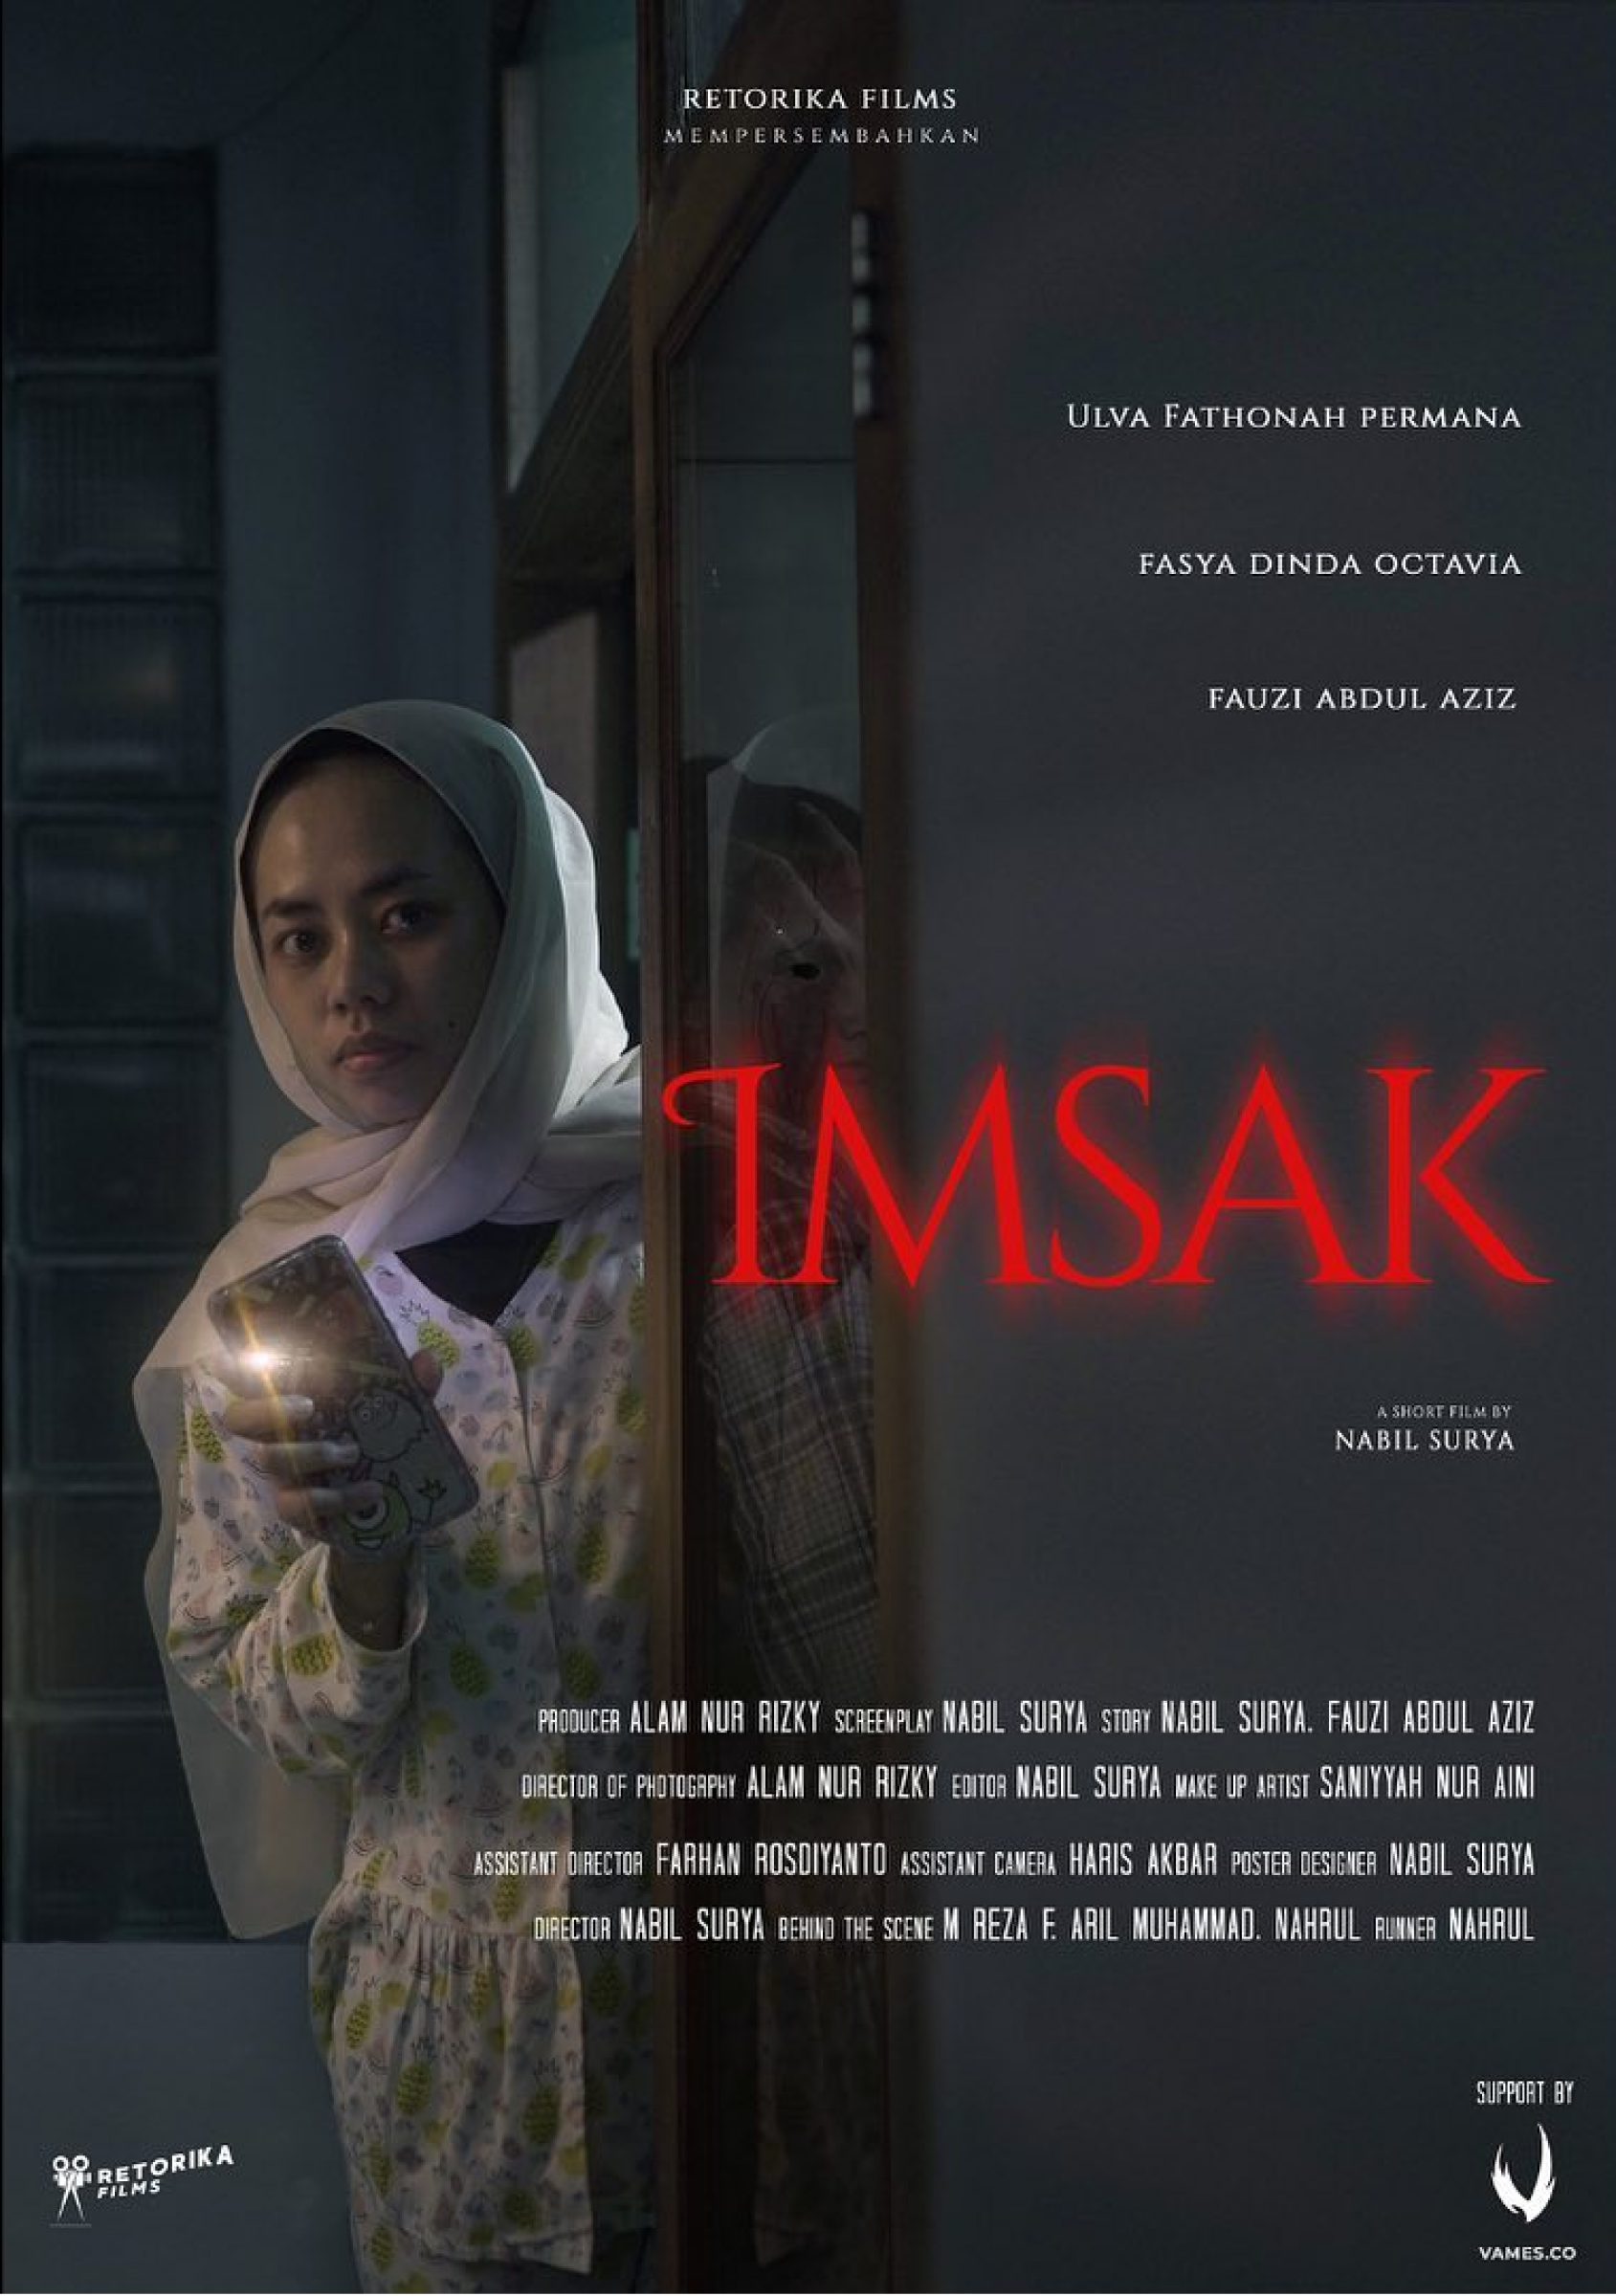 RETORIKA FILMS
MEMPERSEMBAHKAN
ULVA FATHONAH PERMANA
FASYA DINDA OCTAVIA
FAUZI ABDUL AZIZ
IMSAK
A SHORT FILM BY
NABIL SURYA
PRODUCER ALAM NUR RIZKY SCREENPLAY NABIL SURYA STORY NABIL SURYA. FAUZI ABDUL AZIZ
DIRECTOR OF PHOTOGRPHY ALAM NUR RIZKY EDITOR NABIL SURYA MAKE UP ARTIST SANIYYAH NUR AINI
ASSISTANT DIRECTOR FARHAN ROSDIYANTO ASSISTANT CAMERA HARIS AKBAR POSTER DESIGNER NABIL SURYA
DIRECTOR NABIL SURYA BEHIND THE SCENE M REZA F. ARIL MUHAMMAD. NAHRUL RUNNER NAHRUL
SUPPORT BY
RETORIKA
FILMS
VAMES.CO